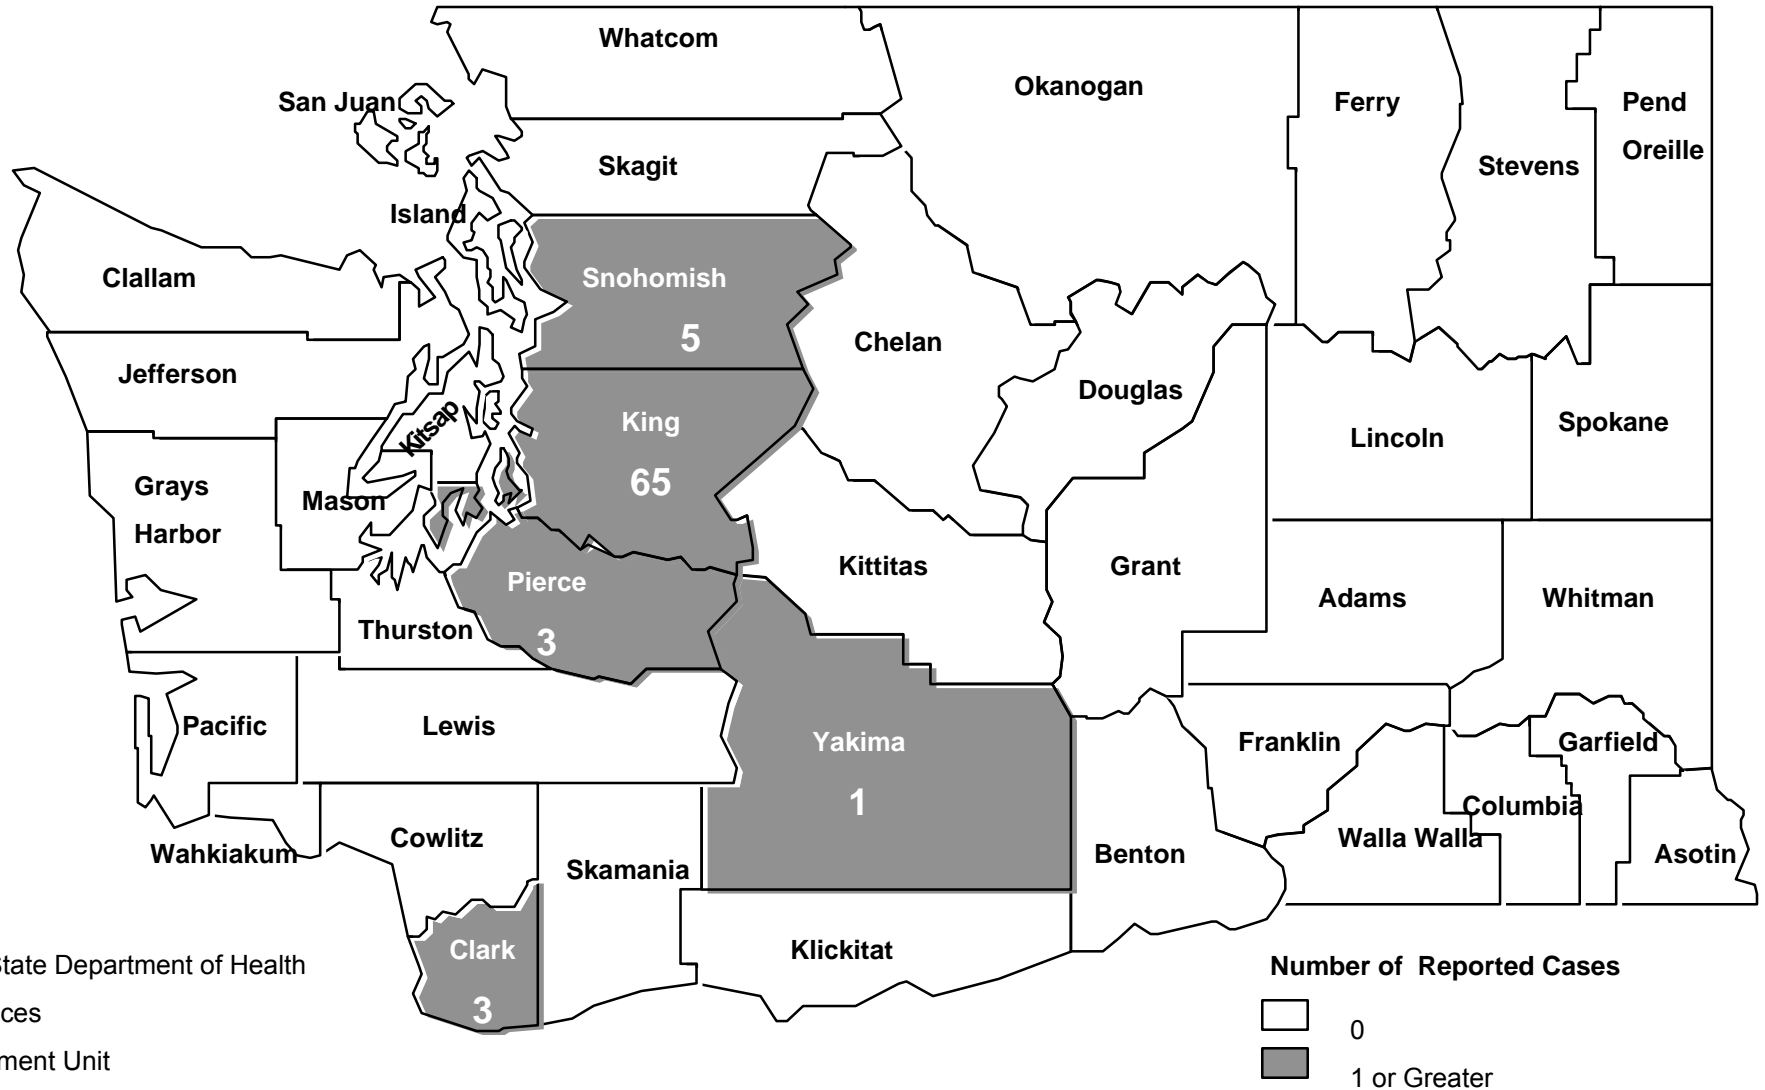 Whatcom
Okanogan
San Juan
Ferry
Pend
Oreille
Skagit
Stevens
Island
Clallam
Snohomish
5
Chelan
Jefferson
Douglas
Kitsap
King
65
Lincoln
Spokane
Grays
Harbor
Mason
Kittitas
Grant
Pierce
3
Adams
Whitman
Thurston
Pacific
Lewis
Yakima
1
Franklin
Garfield
Columbia
Wahkiakum
Cowlitz
Skamania
Benton
Walla Walla
Asotin
Clark
3
Klickitat
State Department of Health
ces
ment Unit
Number of Reported Cases
0
1 or Greater